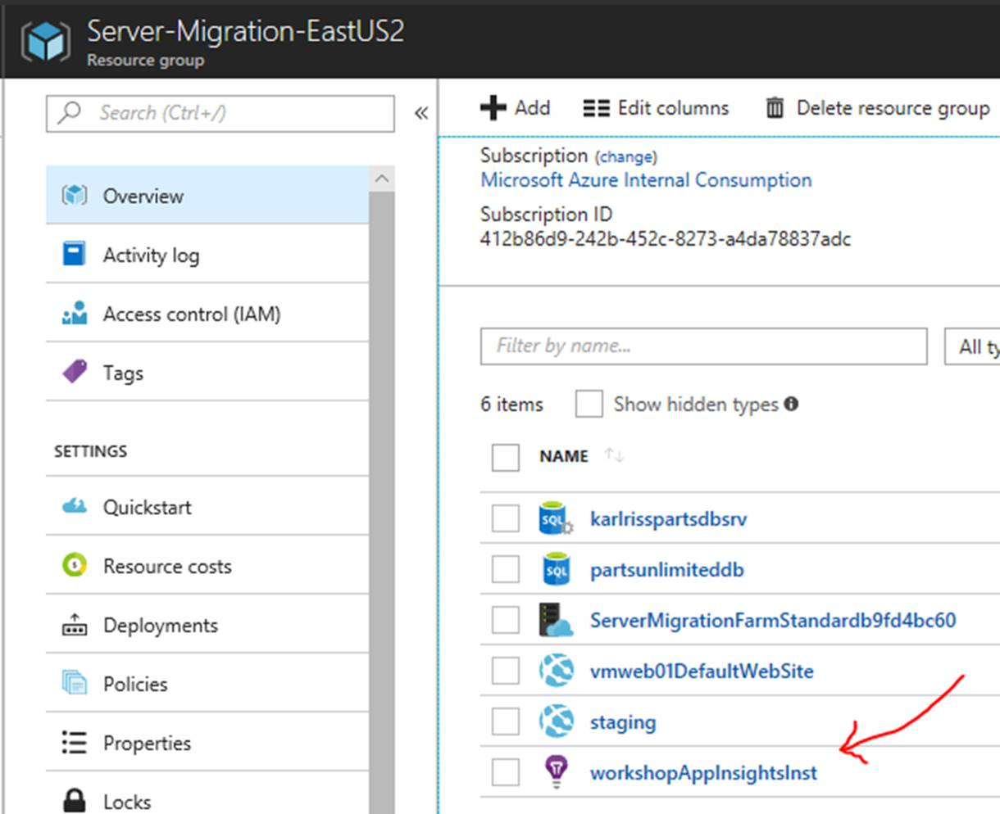 Server-Migration-EastUS2
Resource group
Search (Ctrl+/)
«
Overview
Activity log
Access control (IAM)
Tags
SETTINGS
Quickstart
Resource costs
Deployments
Policies
Properties
Locks
Add
Edit columns
Delete resource group
Subscription (change)
Microsoft Azure Internal Consumption
Subscription ID
412b86d9-242b-452c-8273-a4da78837adc
Filter by name...
All ty
6 items
Show hidden types
NAME
SQL karlrisspartsdbsrv
SQL partsunlimiteddb
ServerMigrationFarmStandardb9fd4bc60
vmweb01DefaultWebSite
staging
workshopAppInsightsInst